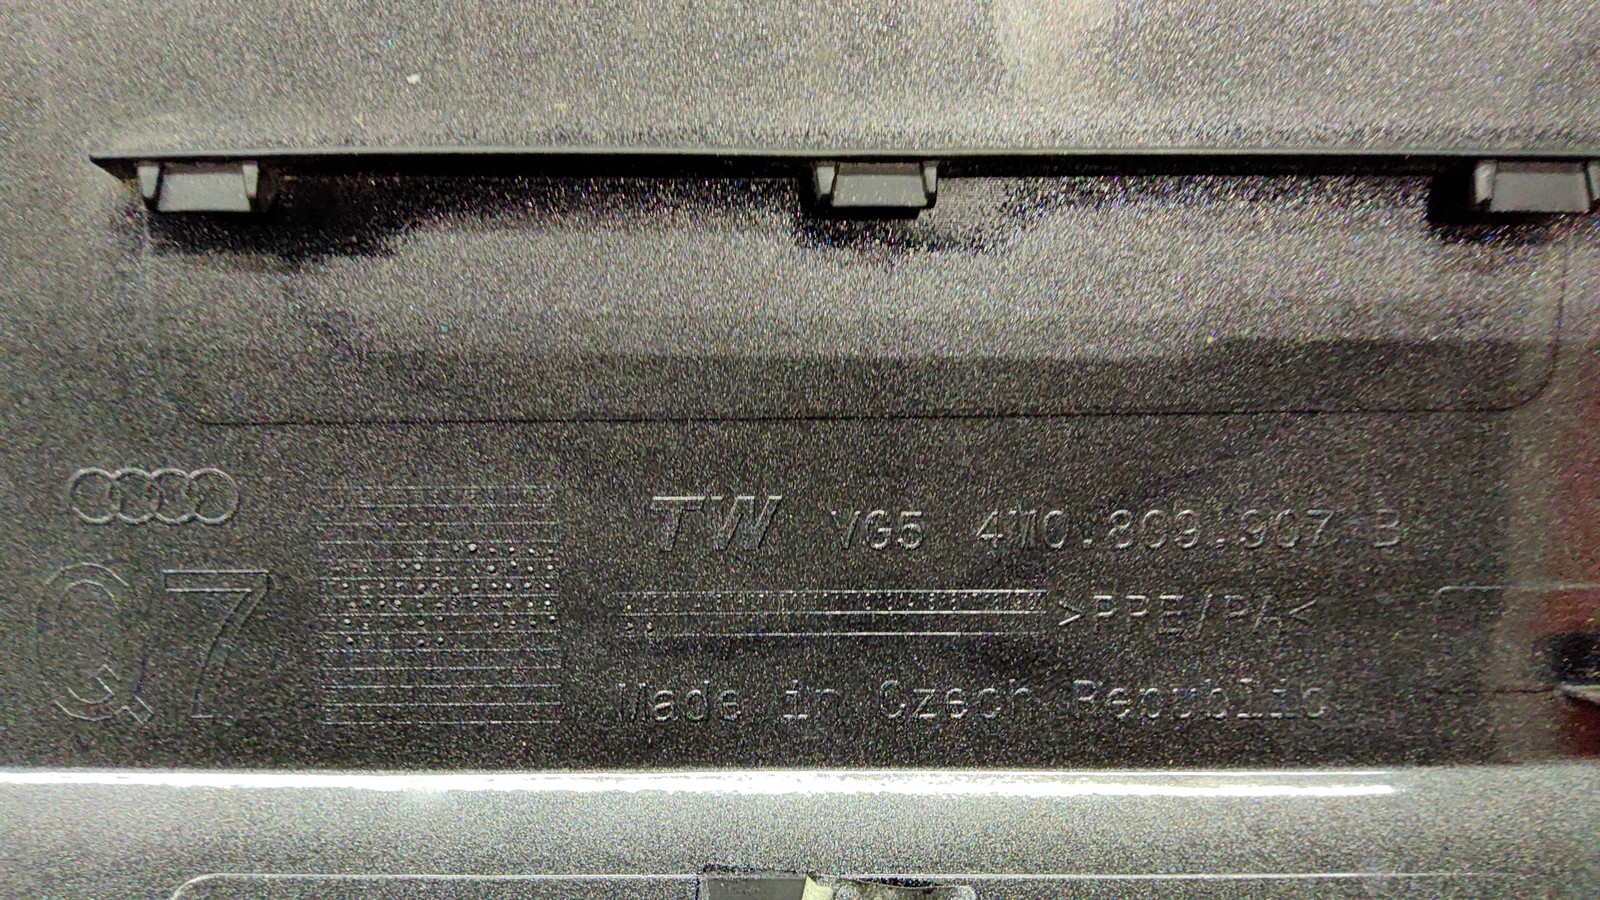 TW VG5 4M0.809.907 B
Q7
>PPE/PA<
Made in Czech Republic